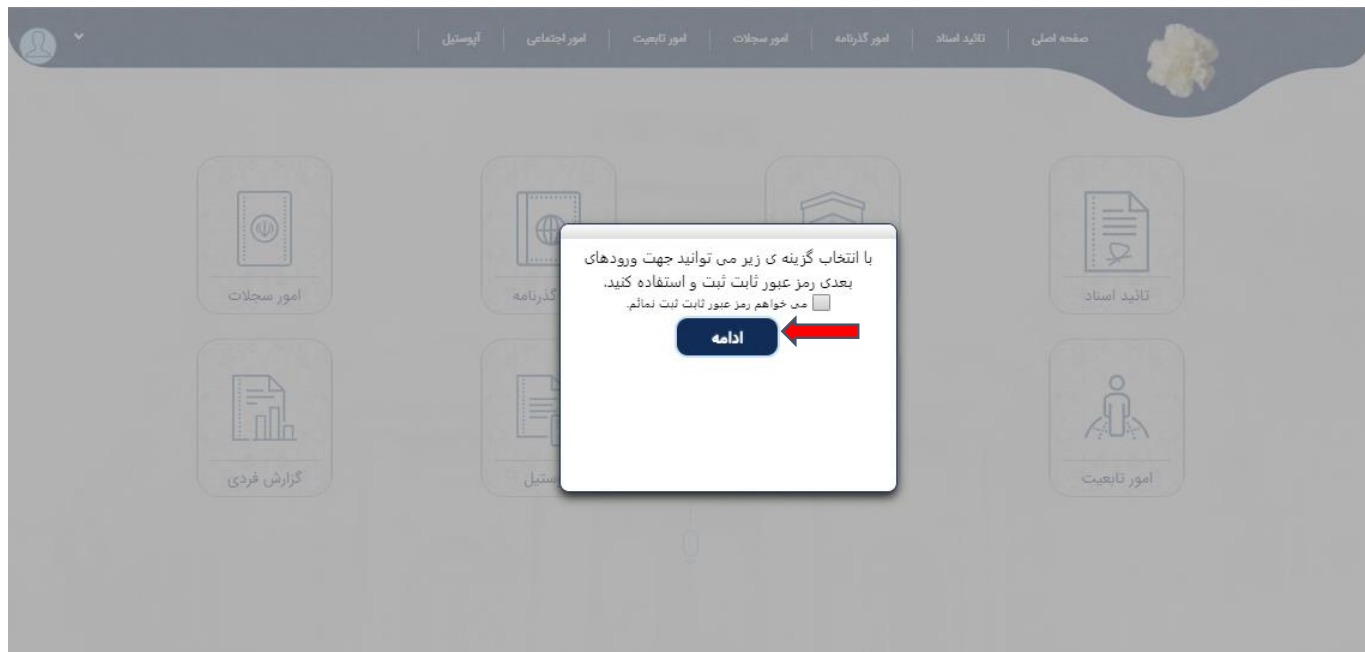 صفحه اصلی
تائید اسناد
امور گذرنامه
امور سجلات
امور تابعیت
امور اجتماعی
آپوستیل
تائید اسناد
گذرنامه
امور سجلات
با انتخاب گزینه ی زیر می توانید جهت ورودهای
بعدی رمز عبور ثابت ثبت و استفاده کنید.
می خواهم رمز عبور ثابت ثبت نمائم.
ادامه
امور تابعیت
ستیل
گزارش فردی